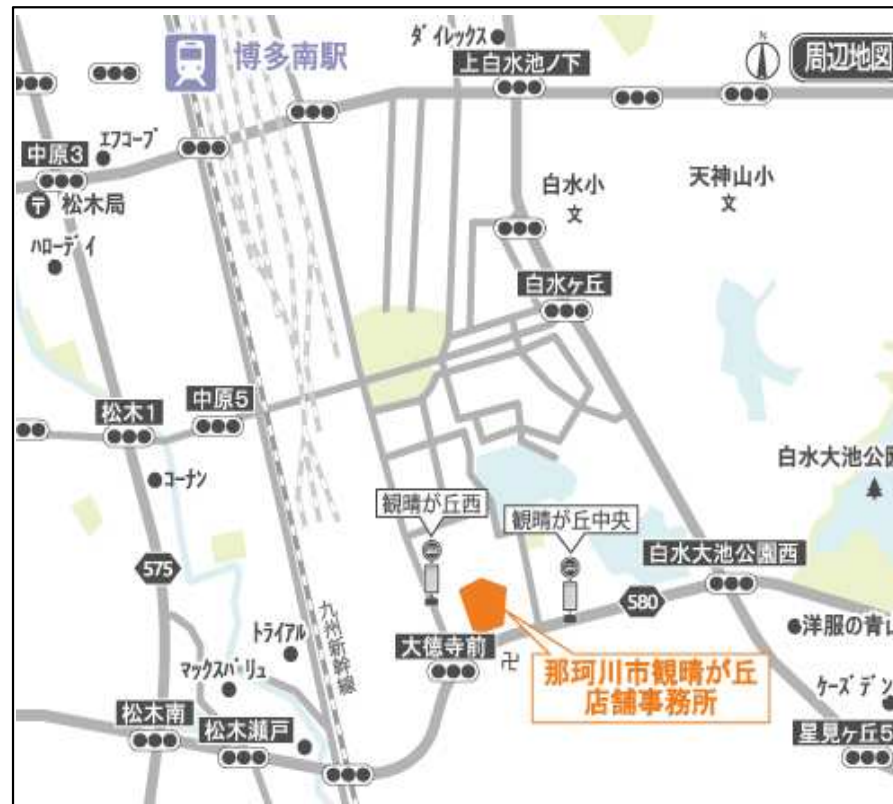 博多南駅
ダイレックス
上白水池ノ下
N
周辺地図
エフコープ
中原3
白水小
文
天神山小
文
〒
松木局
ハローデイ
白水ヶ丘
中原5
松木1
コーナン
白水大池公園
観晴が丘西
観晴が丘中央
白水大池公園西
575
580
九州新幹線
トライアル
大徳寺前
卍
洋服の青山
マックスバリュ
那珂川市観晴が丘
店舗事務所
ケーズデン
松木南
松木瀬戸
星見ヶ丘5